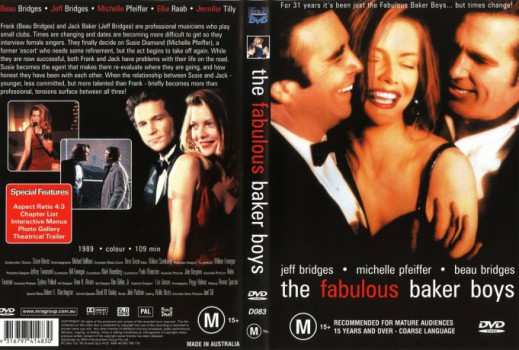 Beau Bridges · Jeff Bridges · Michelle Pfeiffer · Ellie Raab · Jennifer Tilly
Frank (Beau Bridges) and Jack Baker (Jeff Bridges) are professional musicians who play
small clubs. Times are changing and dates are becoming more difficult to get so they
interview female singers. They finally decide on Susie Diamond (Michelle Pfeiffer), a
former 'escort' who needs some refinement, but the act begins to take off again. While
they are now successful, both Frank and Jack have problems with their life on the road.
Susie becomes the agent that makes them re-evaluate where they are going, and how
honest they have been with each other. When the relationship between Susie and Jack -
younger, less committed, but more talented than Frank - briefly becomes more than
professional, tensions surface between all three!
Special Features
Aspect Ratio 4:3
Chapter List
Interactive Menus
Photo Gallery
Theatrical Trailer
1989 • colour • 109 min
DVD
www.mragroup.com.au
PAL
M 15+
9 316797 414830
MADE IN AUSTRALIA
DVD
the fabulous baker boys
DVD
D083
M
For 31 years it's been just the Fabulous Baker Boys... but times change!
jeff bridges • michelle pfeiffer • beau bridges
the fabulous baker boys
M 15+
RECOMMENDED FOR MATURE AUDIENCES
15 YEARS AND OVER - COARSE LANGUAGE
DVD